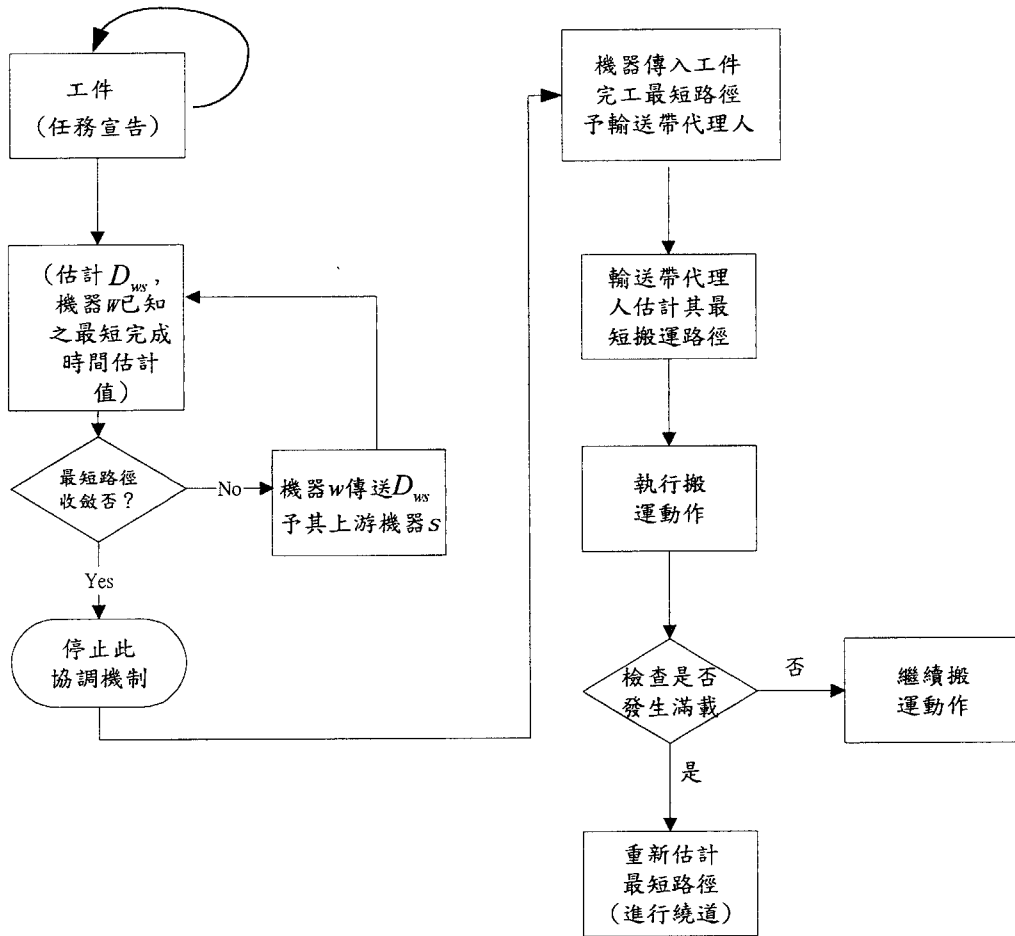 工件
（任務宣告）
（估計D_{ws}，
機器w已知
之最短完成
時間估計
值）
最短路徑
收斂否？
No
機器w傳送D_{ws}
予其上游機器s
Yes
停止此
協調機制
機器傳入工件
完工最短路徑
予輸送帶代理人
輸送帶代理
人估計其最
短搬運路徑
執行搬
運動作
檢查是否
發生滿載
否
繼續搬
運動作
是
重新估計
最短路徑
（進行繞道）